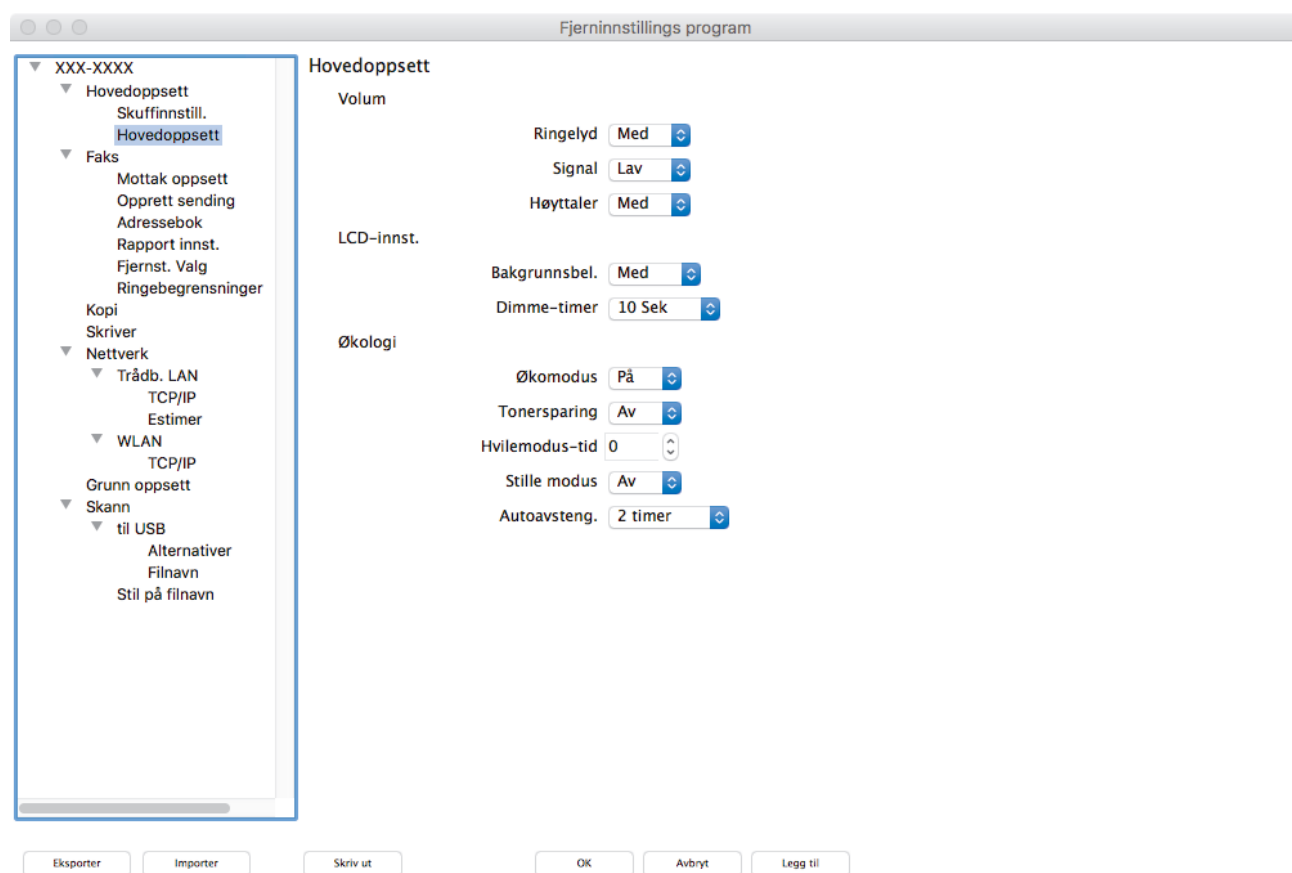 Fjerninnstillings program
XXX-XXXX
Hovedoppsett
Skuffinnstill.
Hovedoppsett
Faks
Mottak oppsett
Opprett sending
Adressebok
Rapport innst.
Fjernst. Valg
Ringebegrensninger
Kopi
Skriver
Nettverk
Trådb. LAN
TCP/IP
Estimer
WLAN
TCP/IP
Grunn oppsett
Skann
til USB
Alternativer
Filnavn
Stil på filnavn
Hovedoppsett
Volum
Ringelyd Med
Signal Lav
Høyttaler Med
LCD-innst.
Bakgrunnsbel. Med
Dimme-timer 10 Sek
Økologi
Økomodus På
Tonersparing Av
Hvilemodus-tid 0
Stille modus Av
Autoavsteng. 2 timer
Eksporter Importer Skriv ut OK Avbryt Legg til